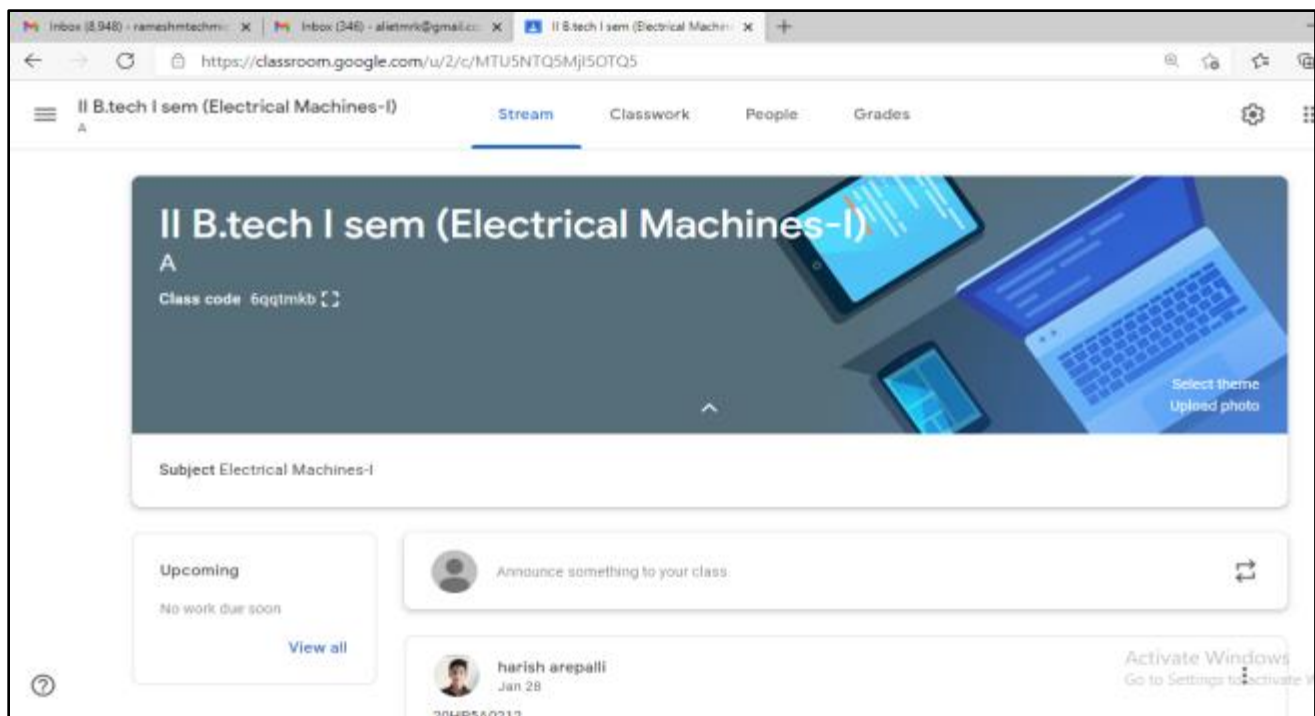 Inbox (8,948) - rameshmtechmic
Inbox (346) - alietmrk@gmail.co
II B.tech I sem (Electrical Machin
https://classroom.google.com/u/2/c/MTU5NTQ5MjI5OTQ5
II B.tech I sem (Electrical Machines-I)
A
Stream Classwork People Grades
II B.tech I sem (Electrical Machines-I)
A
Class code 6qqtmkb
Select theme
Upload photo
Subject Electrical Machines-I
Upcoming
No work due soon
View all
Announce something to your class
harish arepalli
Jan 28
20HP5A0212
Activate Windows
Go to Settings to activate W